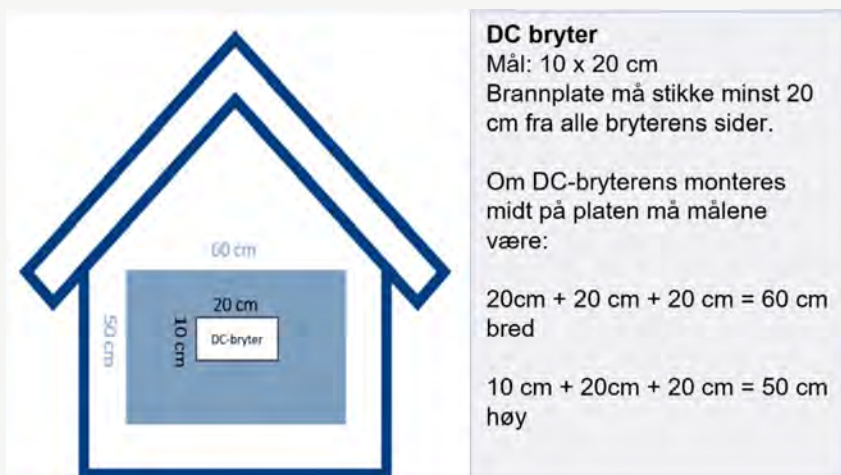 60 cm
50 cm
20 cm
10 cm
DC-bryter
DC bryter
Mål: 10 x 20 cm
Brannplate må stikke minst 20
cm fra alle bryterens sider.
Om DC-bryterens monteres
midt på platen må målene
være:
20cm + 20 cm + 20 cm = 60 cm
bred
10 cm + 20cm + 20 cm = 50 cm
høy